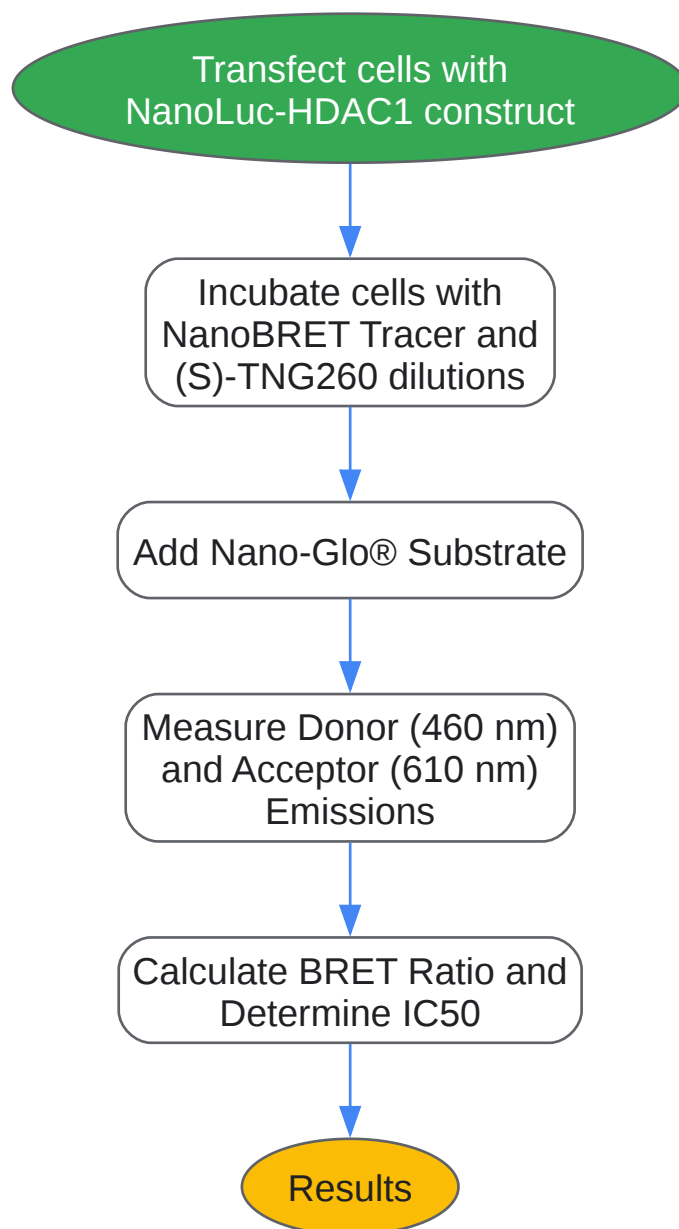 Transfect cells with
NanoLuc-HDAC1 construct
Incubate cells with
NanoBRET Tracer and
(S)-TNG260 dilutions
Add Nano-Glo® Substrate
Measure Donor (460 nm)
and Acceptor (610 nm)
Emissions
Calculate BRET Ratio and
Determine IC50
Results